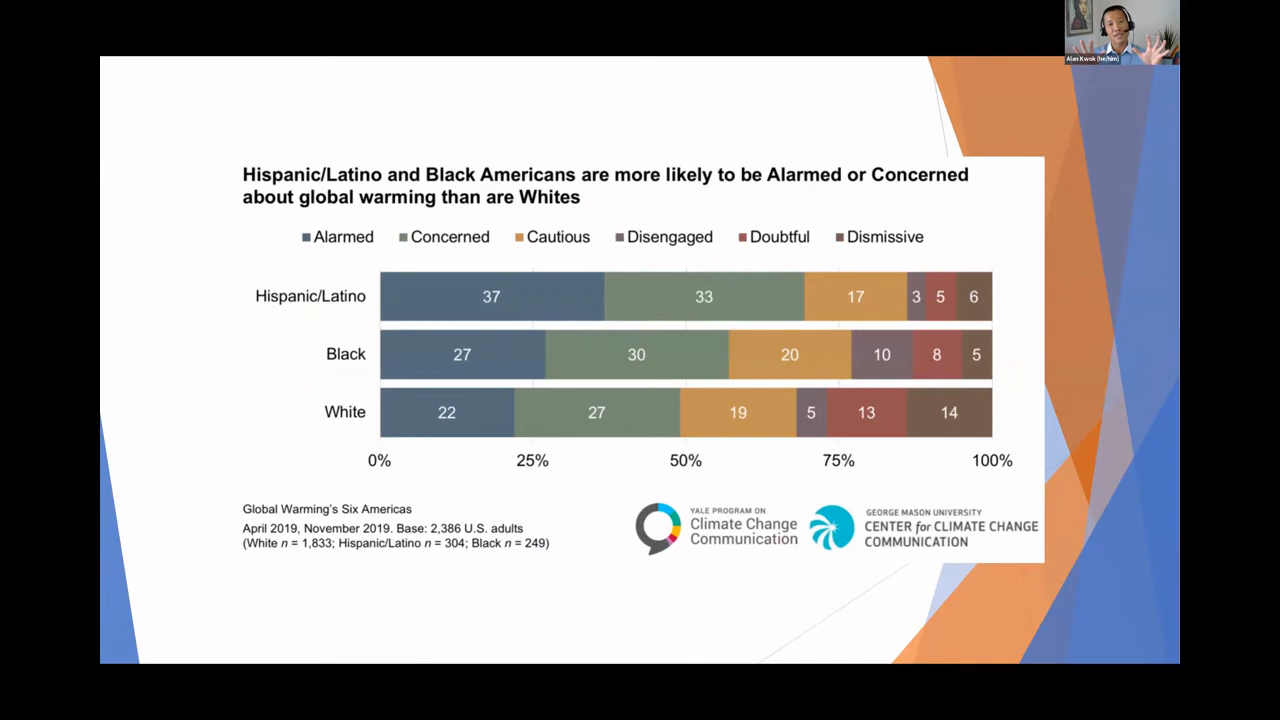 Alan Kwok (he/him)
Hispanic/Latino and Black Americans are more likely to be Alarmed or Concerned
about global warming than are Whites
Alarmed Concerned Cautious Disengaged Doubtful Dismissive
Hispanic/Latino 37 33 17 3 5 6
Black 27 30 20 10 8 5
White 22 27 19 5 13 14
0% 25% 50% 75% 100%
Global Warming's Six Americas
April 2019, November 2019. Base: 2,386 U.S. adults
(White n = 1,833; Hispanic/Latino n = 304; Black n = 249)
YALE PROGRAM ON
Climate Change
Communication
GEORGE MASON UNIVERSITY
CENTER for CLIMATE CHANGE
COMMUNICATION